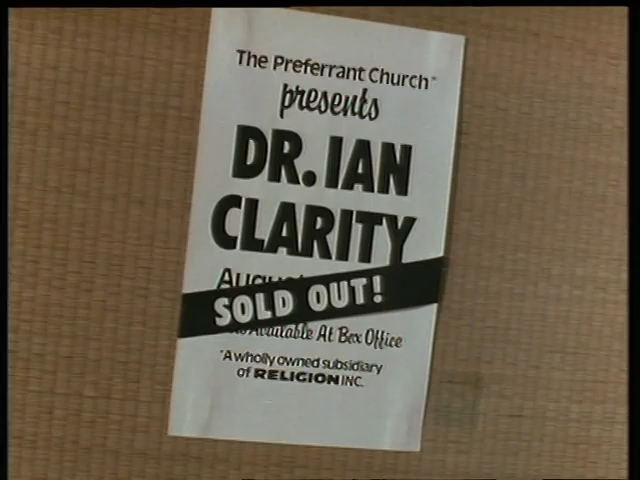 The Preferrant Church*
presents
DR. IAN
CLARITY
SOLD OUT!
Available At Box Office
*A wholly owned subsidiary
of RELIGION INC.